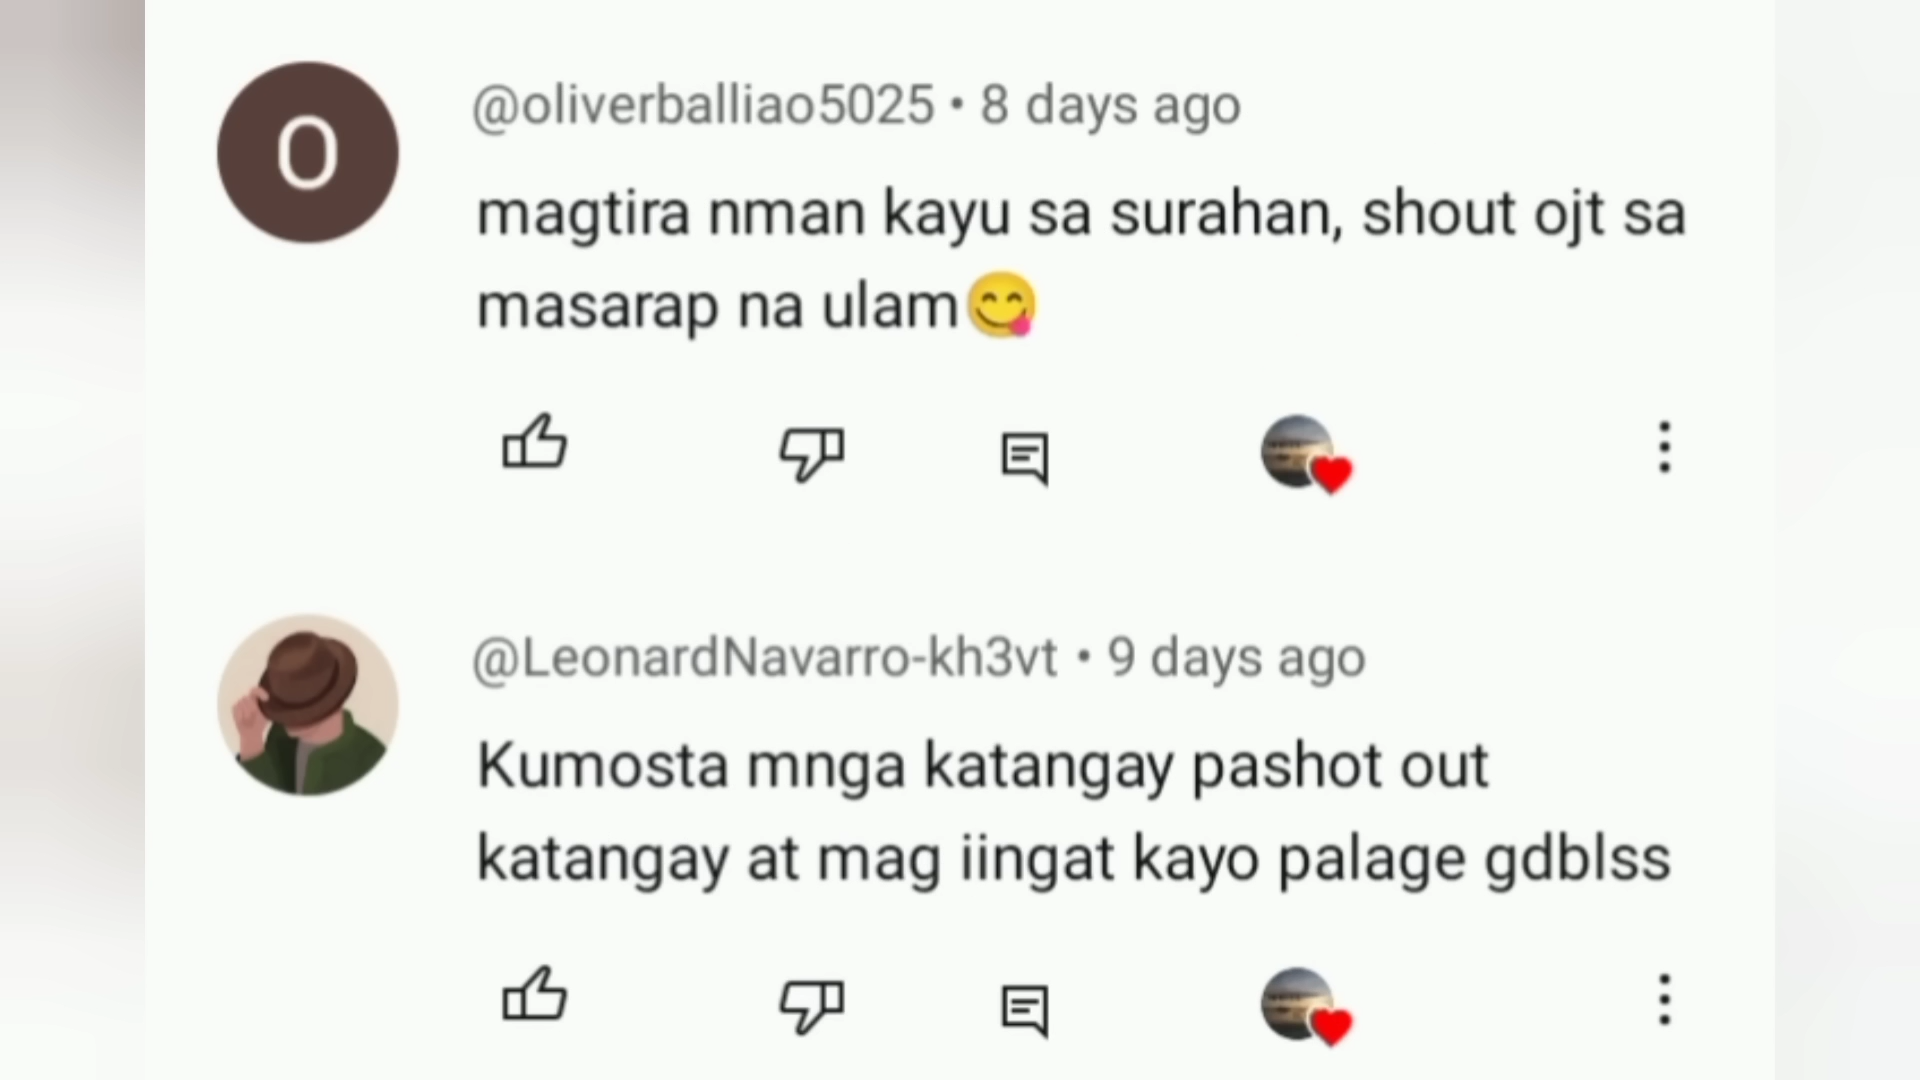 O
@oliverballiao5025 • 8 days ago
magtira nman kayu sa surahan, shout ojt sa
masarap na ulam😋
@LeonardNavarro-kh3vt • 9 days ago
Kumosta mnga katangay pashot out
katangay at mag iingat kayo palage gdblss